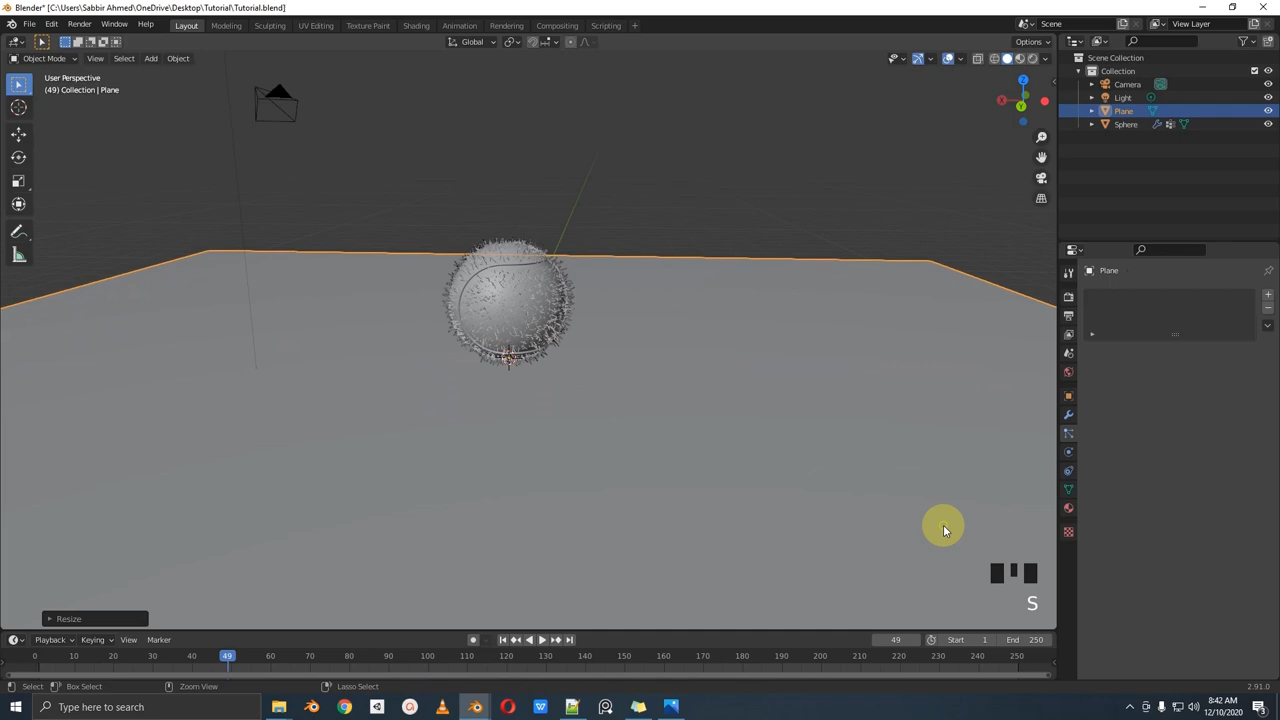 Blender* [C:\Users\Sabbir Ahmed\OneDrive\Desktop\Tutorial\Tutorial.blend]
File Edit Render Window Help Layout Modeling Sculpting UV Editing Texture Paint Shading Animation Rendering Compositing Scripting + Scene View Layer
Global Options
Object Mode View Select Add Object
User Perspective
(49) Collection | Plane
Scene Collection
Collection
Camera
Light
Plane
Sphere
X
Y
Z
Plane
S
Resize
Playback Keying View Marker 49 Start 1 End 250
0 10 20 30 40 49 60 70 80 90 100 110 120 130 140 150 160 170 180 190 200 210 220 230 240 250
Select Box Select Zoom View Lasso Select 2.91.0
Type here to search
8:42 AM
12/10/2020